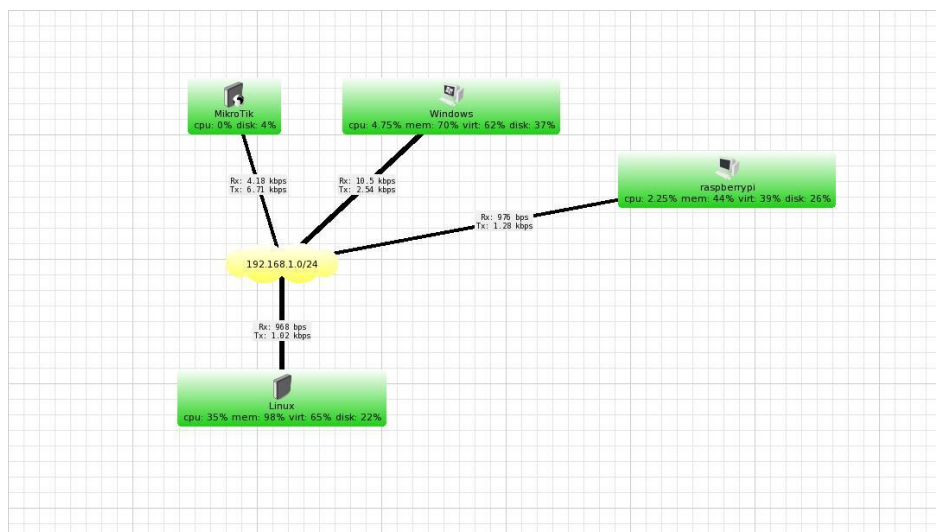 MikroTik
cpu: 0% disk: 4%
Windows
cpu: 4.75% mem: 70% virt: 62% disk: 37%
raspberrypi
cpu: 2.25% mem: 44% virt: 39% disk: 26%
Rx: 4.18 kbps
Tx: 6.71 kbps
Rx: 10.5 kbps
Tx: 2.54 kbps
Rx: 976 bps
Tx: 1.28 kbps
192.168.1.0/24
Rx: 968 bps
Tx: 1.02 kbps
Linux
cpu: 35% mem: 98% virt: 65% disk: 22%